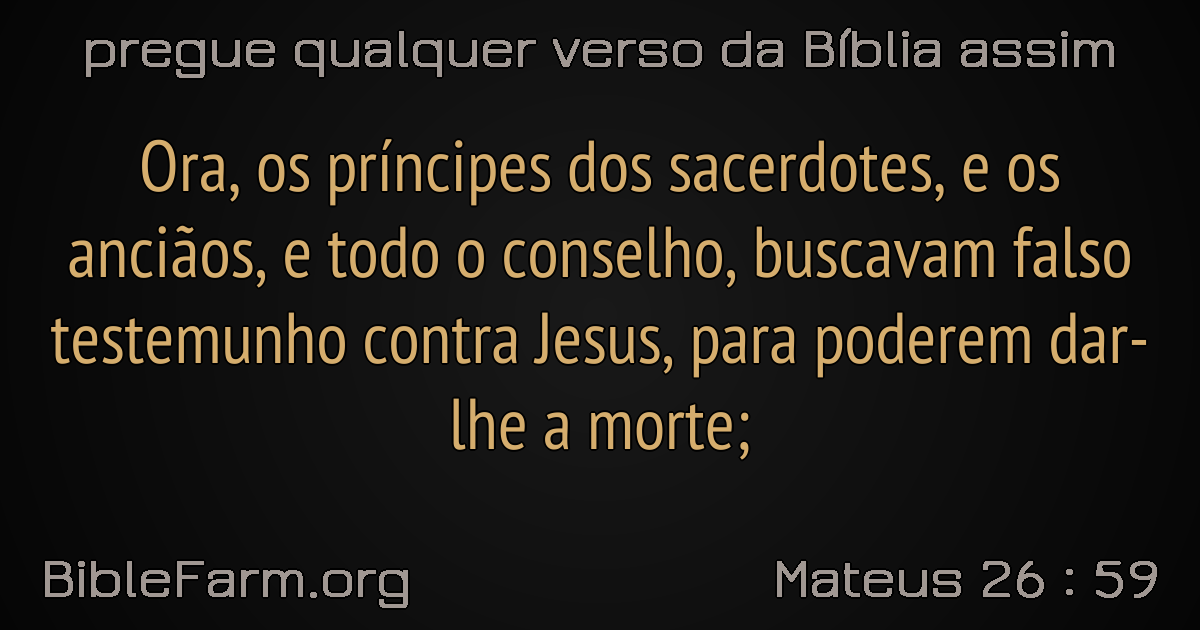 pregue qualquer verso da Bíblia assim
Ora, os príncipes dos sacerdotes, e os
anciãos, e todo o conselho, buscavam falso
testemunho contra Jesus, para poderem dar-
lhe a morte;
BibleFarm.org
Mateus 26 : 59